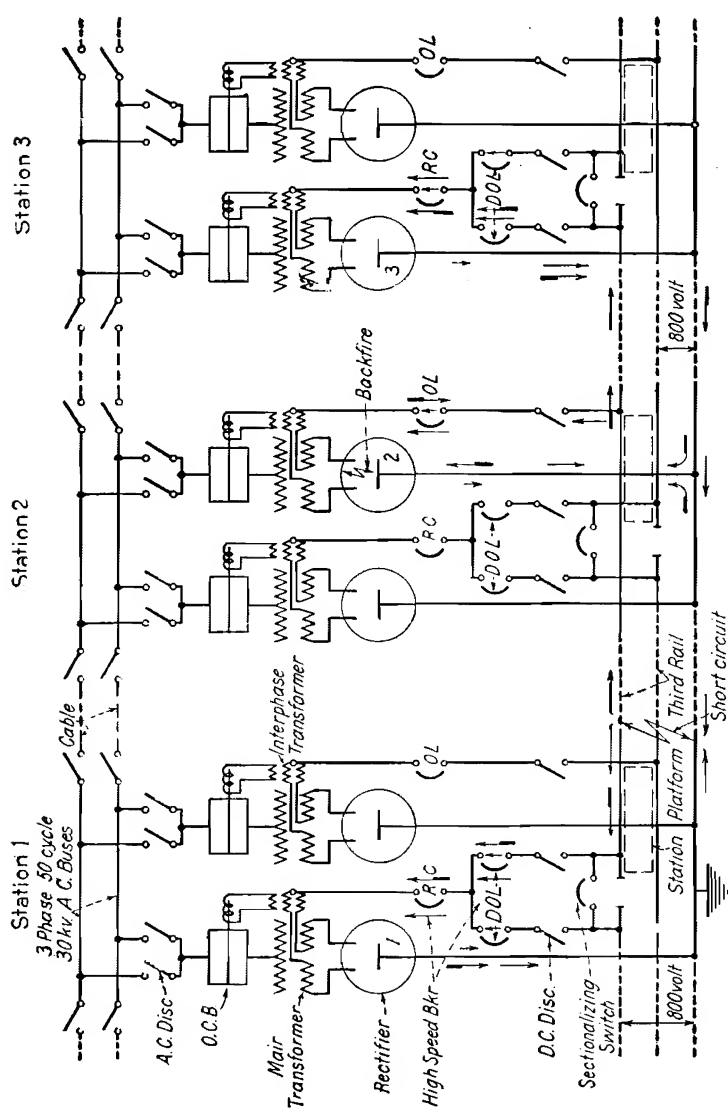 Station 1
3 Phase 50 cycle
30 kv. A.C. Buses
Cable
A.C. Disc
O.C.B
Mair
Transformer
Interphase
Transformer
Rectifier
1
High Speed Bkr
RC
DOL
OL
D.C. Disc.
Sectionalizing
Switch
800 volt
Station Platform
Third Rail
Short circuit
Station 2
RC
DOL
2
Backfire
OL
Station 3
3
RC
DOL
OL
800 volt